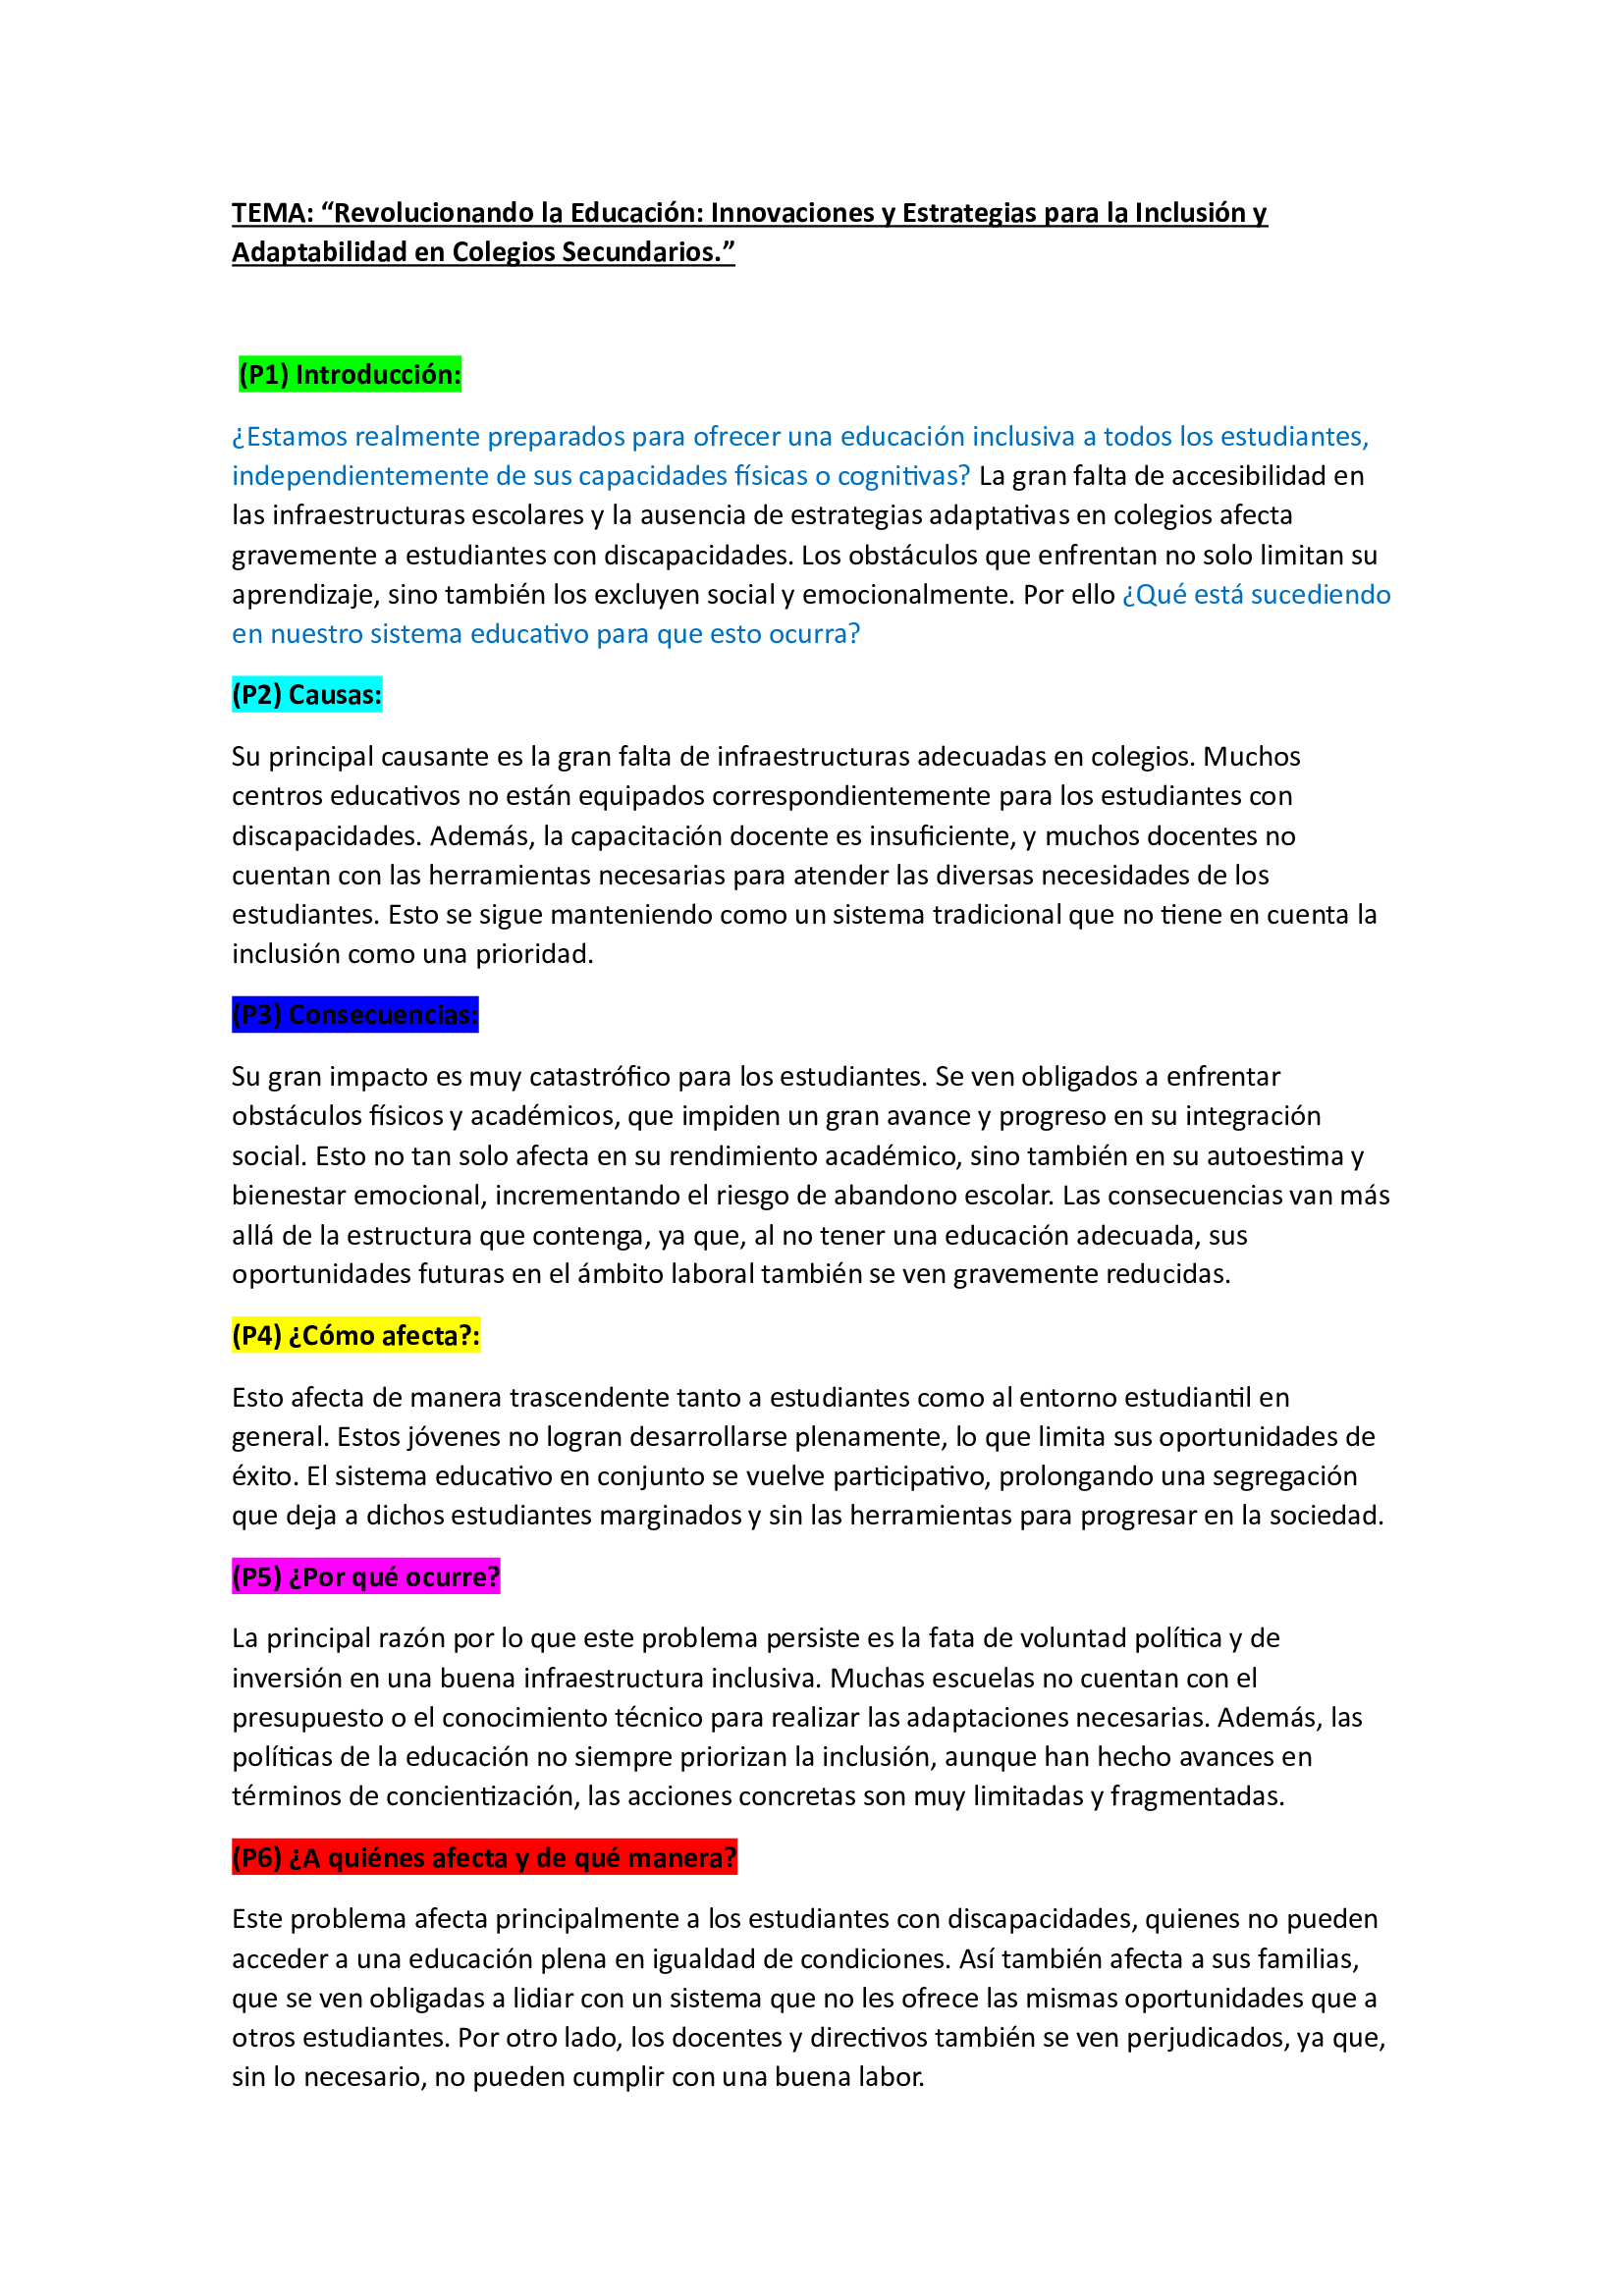 TEMA: “Revolucionando la Educación: Innovaciones y Estrategias para la Inclusión y
Adaptabilidad en Colegios Secundarios.”
(P1) Introducción:
¿Estamos realmente preparados para ofrecer una educación inclusiva a todos los estudiantes,
independientemente de sus capacidades físicas o cognitivas? La gran falta de accesibilidad en
las infraestructuras escolares y la ausencia de estrategias adaptativas en colegios afecta
gravemente a estudiantes con discapacidades. Los obstáculos que enfrentan no solo limitan su
aprendizaje, sino también los excluyen social y emocionalmente. Por ello ¿Qué está sucediendo
en nuestro sistema educativo para que esto ocurra?
(P2) Causas:
Su principal causante es la gran falta de infraestructuras adecuadas en colegios. Muchos
centros educativos no están equipados correspondientemente para los estudiantes con
discapacidades. Además, la capacitación docente es insuficiente, y muchos docentes no
cuentan con las herramientas necesarias para atender las diversas necesidades de los
estudiantes. Esto se sigue manteniendo como un sistema tradicional que no tiene en cuenta la
inclusión como una prioridad.
(P3) Consecuencias:
Su gran impacto es muy catastrófico para los estudiantes. Se ven obligados a enfrentar
obstáculos físicos y académicos, que impiden un gran avance y progreso en su integración
social. Esto no tan solo afecta en su rendimiento académico, sino también en su autoestima y
bienestar emocional, incrementando el riesgo de abandono escolar. Las consecuencias van más
allá de la estructura que contenga, ya que, al no tener una educación adecuada, sus
oportunidades futuras en el ámbito laboral también se ven gravemente reducidas.
(P4) ¿Cómo afecta?:
Esto afecta de manera trascendente tanto a estudiantes como al entorno estudiantil en
general. Estos jóvenes no logran desarrollarse plenamente, lo que limita sus oportunidades de
éxito. El sistema educativo en conjunto se vuelve participativo, prolongando una segregación
que deja a dichos estudiantes marginados y sin las herramientas para progresar en la sociedad.
(P5) ¿Por qué ocurre?
La principal razón por lo que este problema persiste es la fata de voluntad política y de
inversión en una buena infraestructura inclusiva. Muchas escuelas no cuentan con el
presupuesto o el conocimiento técnico para realizar las adaptaciones necesarias. Además, las
políticas de la educación no siempre priorizan la inclusión, aunque han hecho avances en
términos de concientización, las acciones concretas son muy limitadas y fragmentadas.
(P6) ¿A quiénes afecta y de qué manera?
Este problema afecta principalmente a los estudiantes con discapacidades, quienes no pueden
acceder a una educación plena en igualdad de condiciones. Así también afecta a sus familias,
que se ven obligadas a lidiar con un sistema que no les ofrece las mismas oportunidades que a
otros estudiantes. Por otro lado, los docentes y directivos también se ven perjudicados, ya que,
sin lo necesario, no pueden cumplir con una buena labor.